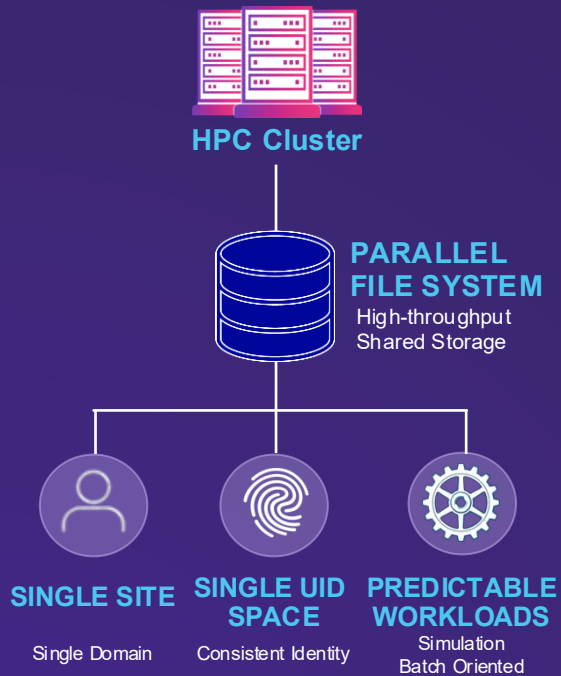 HPC Cluster
PARALLEL
FILE SYSTEM
High-throughput
Shared Storage
SINGLE SITE
Single Domain
SINGLE UID
SPACE
Consistent Identity
PREDICTABLE
WORKLOADS
Simulation
Batch Oriented